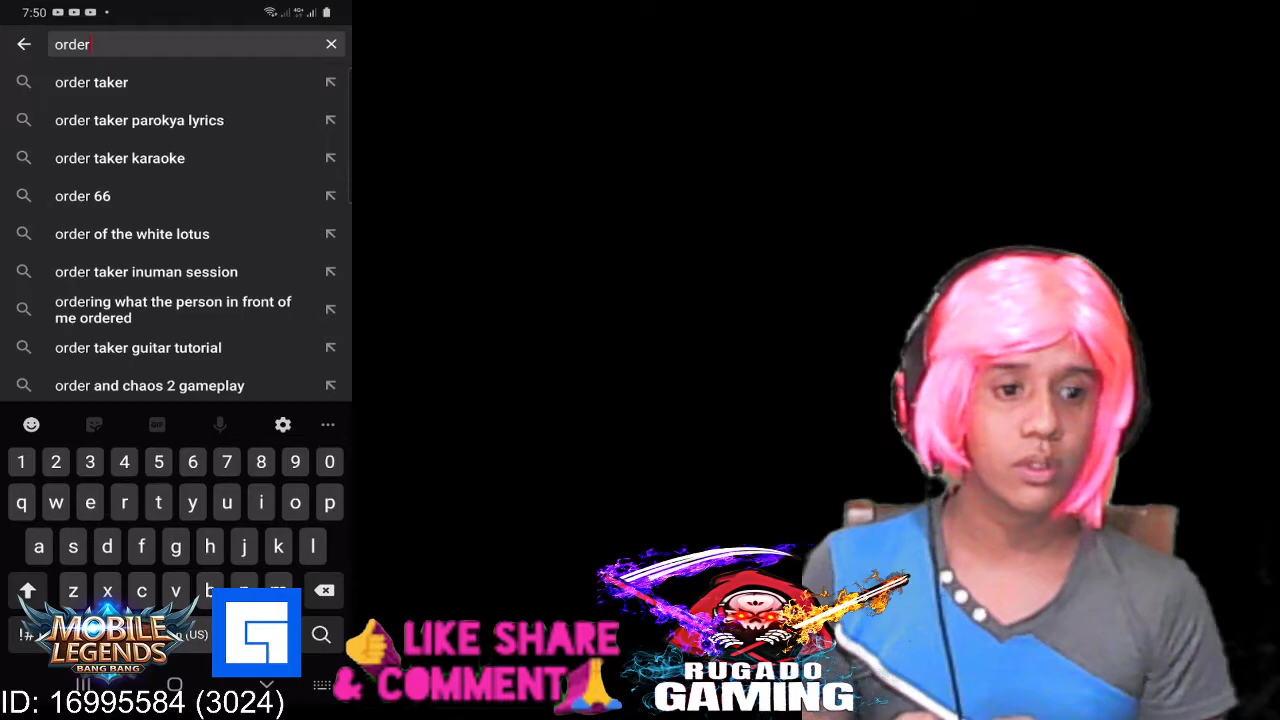 7:50
order
order taker
order taker parokya lyrics
order taker karaoke
order 66
order of the white lotus
order taker inuman session
ordering what the person in front of
me ordered
order taker guitar tutorial
order and chaos 2 gameplay
GIF
1 2 3 4 5 6 7 8 9 0
q w e r t y u i o p
a s d f g h j k l
z x c v b
(US)
MOBILE
LEGENDS
BANG BANG
ID: 16995584 (3024)
LIKE SHARE
& COMMENT
RUGADO
GAMING